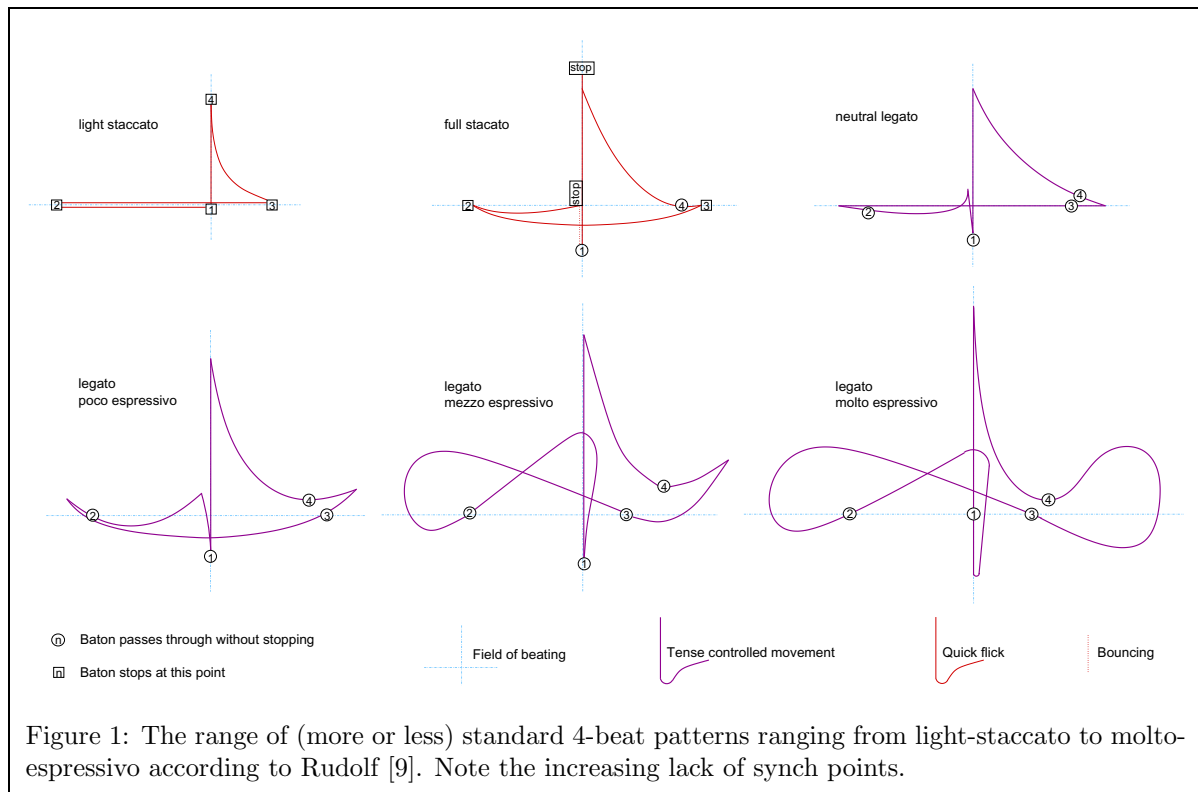 light staccato
4
2
1
3
full stacato
stop
stop
2
4
3
1
neutral legato
4
2
3
1
legato
poco espressivo
4
2
3
1
legato
mezzo espressivo
4
2
3
1
legato
molto espressivo
4
2
1
3
n Baton passes through without stopping
n Baton stops at this point
Field of beating
Tense controlled movement
Quick flick
Bouncing
Figure 1: The range of (more or less) standard 4-beat patterns ranging from light-staccato to molto-
espressivo according to Rudolf [9]. Note the increasing lack of synch points.